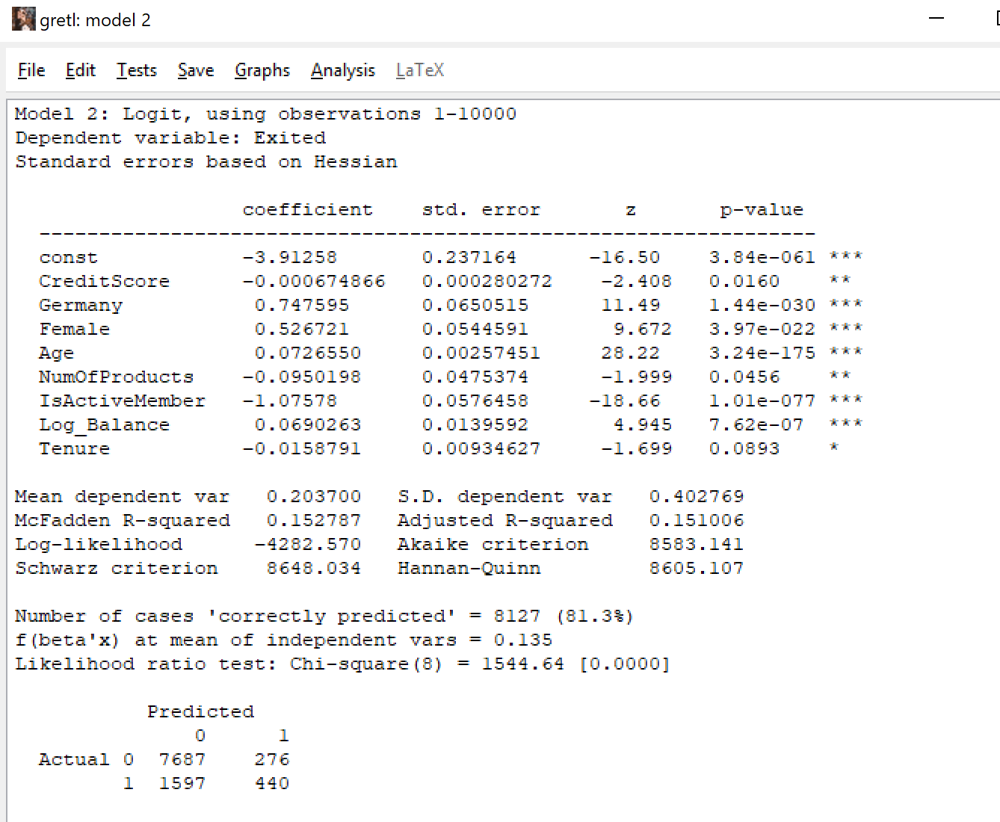 gretl: model 2
File Edit Tests Save Graphs Analysis LaTeX
Model 2: Logit, using observations 1-10000
Dependent variable: Exited
Standard errors based on Hessian
coefficient std. error z p-value
-----------------------------------------------------------------
const -3.91258 0.237164 -16.50 3.84e-061 ***
CreditScore -0.000674866 0.000280272 -2.408 0.0160 **
Germany 0.747595 0.0650515 11.49 1.44e-030 ***
Female 0.526721 0.0544591 9.672 3.97e-022 ***
Age 0.0726550 0.00257451 28.22 3.24e-175 ***
NumOfProducts -0.0950198 0.0475374 -1.999 0.0456 **
IsActiveMember -1.07578 0.0576458 -18.66 1.01e-077 ***
Log_Balance 0.0690263 0.0139592 4.945 7.62e-07 ***
Tenure -0.0158791 0.00934627 -1.699 0.0893 *
Mean dependent var 0.203700 S.D. dependent var 0.402769
McFadden R-squared 0.152787 Adjusted R-squared 0.151006
Log-likelihood -4282.570 Akaike criterion 8583.141
Schwarz criterion 8648.034 Hannan-Quinn 8605.107
Number of cases 'correctly predicted' = 8127 (81.3%)
f(beta'x) at mean of independent vars = 0.135
Likelihood ratio test: Chi-square(8) = 1544.64 [0.0000]
Predicted
0 1
Actual 0 7687 276
1 1597 440